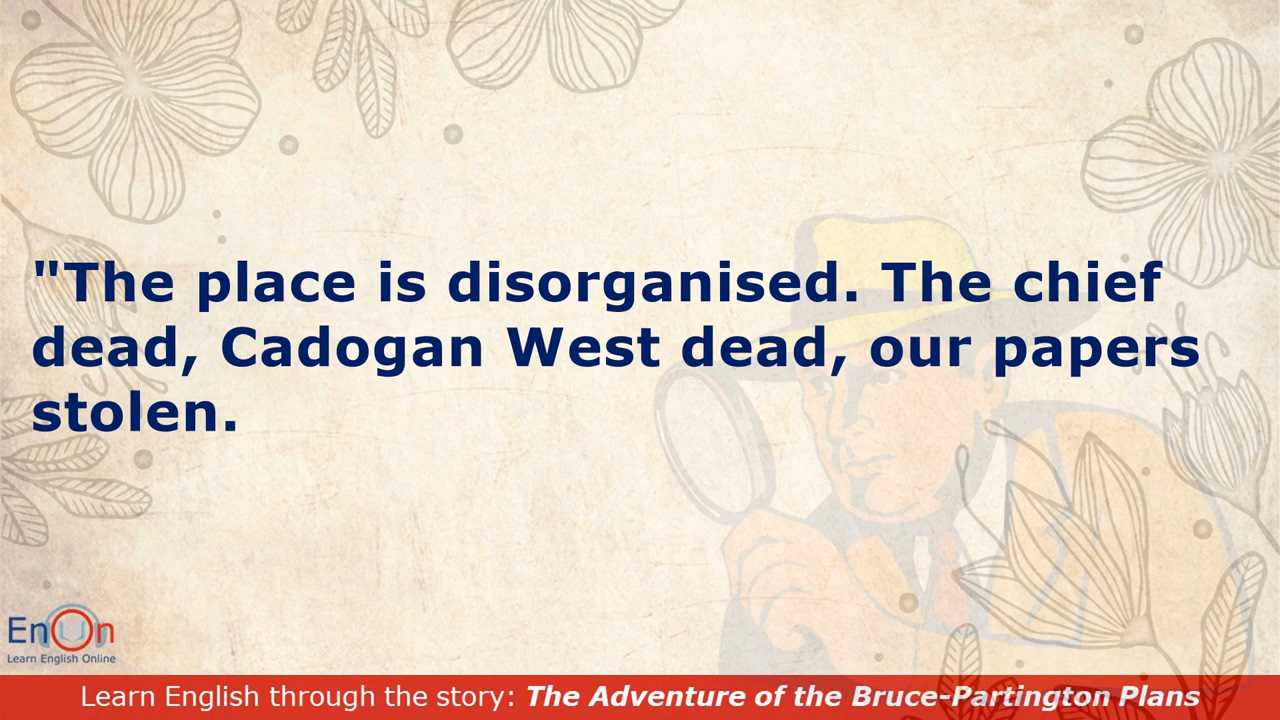 "The place is disorganised. The chief
dead, Cadogan West dead, our papers
stolen.
EnOn
Learn English Online
Learn English through the story: The Adventure of the Bruce-Partington Plans